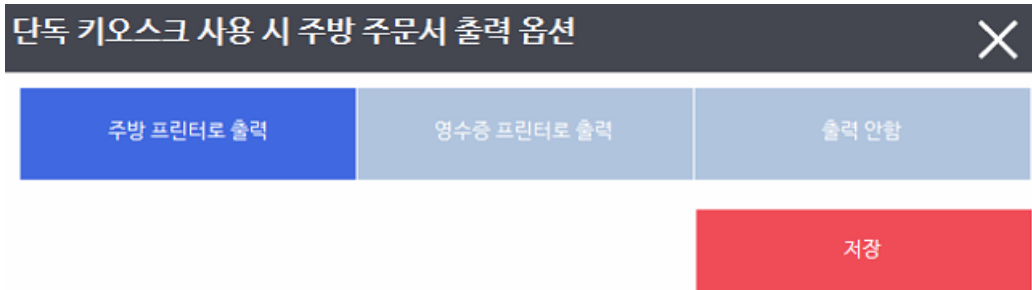 단독 키오스크 사용 시 주방 주문서 출력 옵션
주방 프린터로 출력
영수증 프린터로 출력
출력 안함
저장